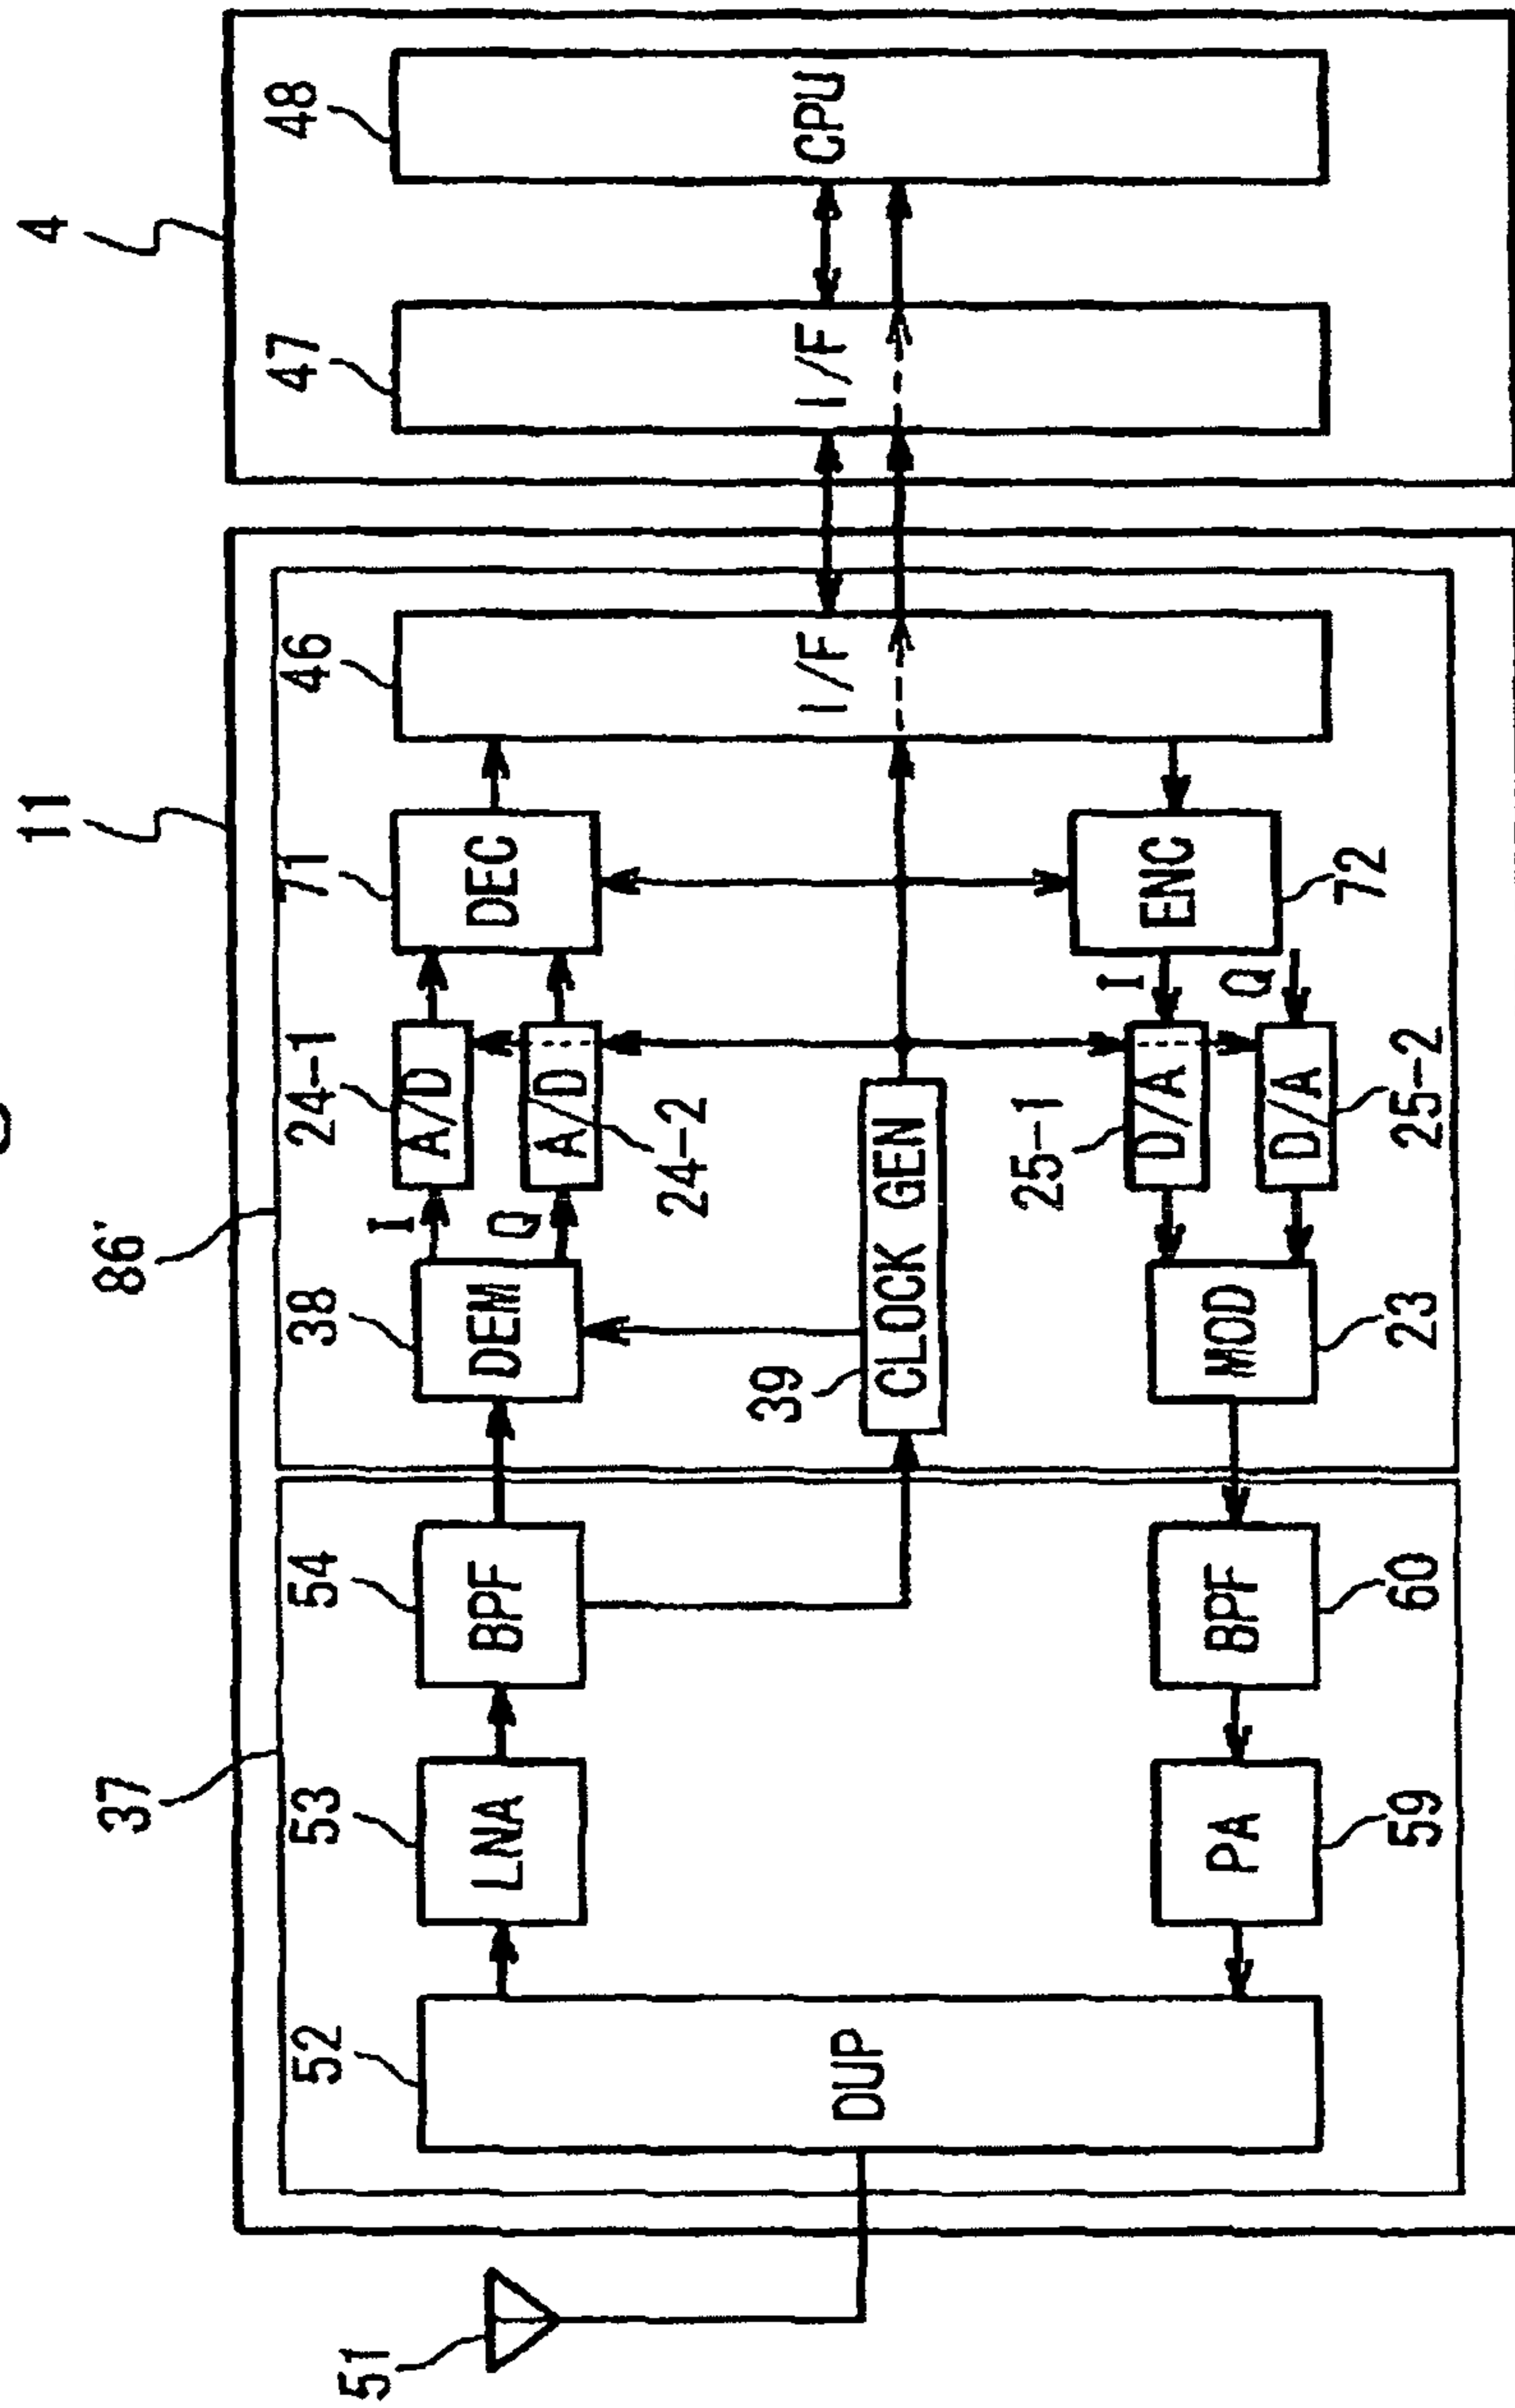 11
4
37
86'
51
52
53
54
38
24-1
71
46
47
48
I
A/D
LNA
BPF
DEM
Q
A/D
DEC
24-2
39
DUP
CLOCK GEN
I/F
I/F
CPU
25-1
I
D/A
ENC
PA
BPF
MOD
Q
D/A
59
60
23
25-2
72